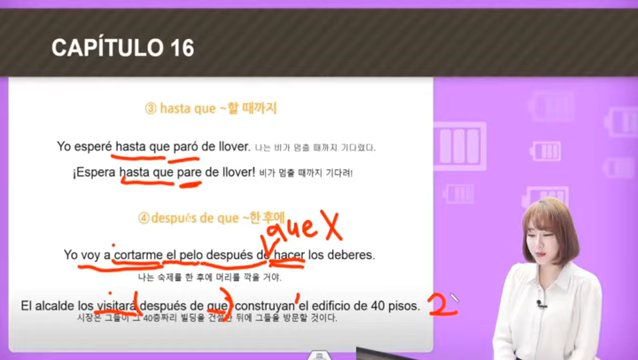 CAPÍTULO 16
③ hasta que ~할 때까지
Yo esperé hasta que paró de llover. 나는 비가 멈출 때까지 기다렸다.
¡Espera hasta que pare de llover! 비가 멈출 때까지 기다려!
④ después de que ~한 후에
que X
Yo voy a cortarme el pelo después de hacer los deberes.
나는 숙제를 한 후에 머리를 깍을 거야.
El alcalde los visitará (después de que) construyan el edificio de 40 pisos. 2
시장은 그들이 그 40층짜리 빌딩을 건설한 뒤에 그들을 방문할 것이다.